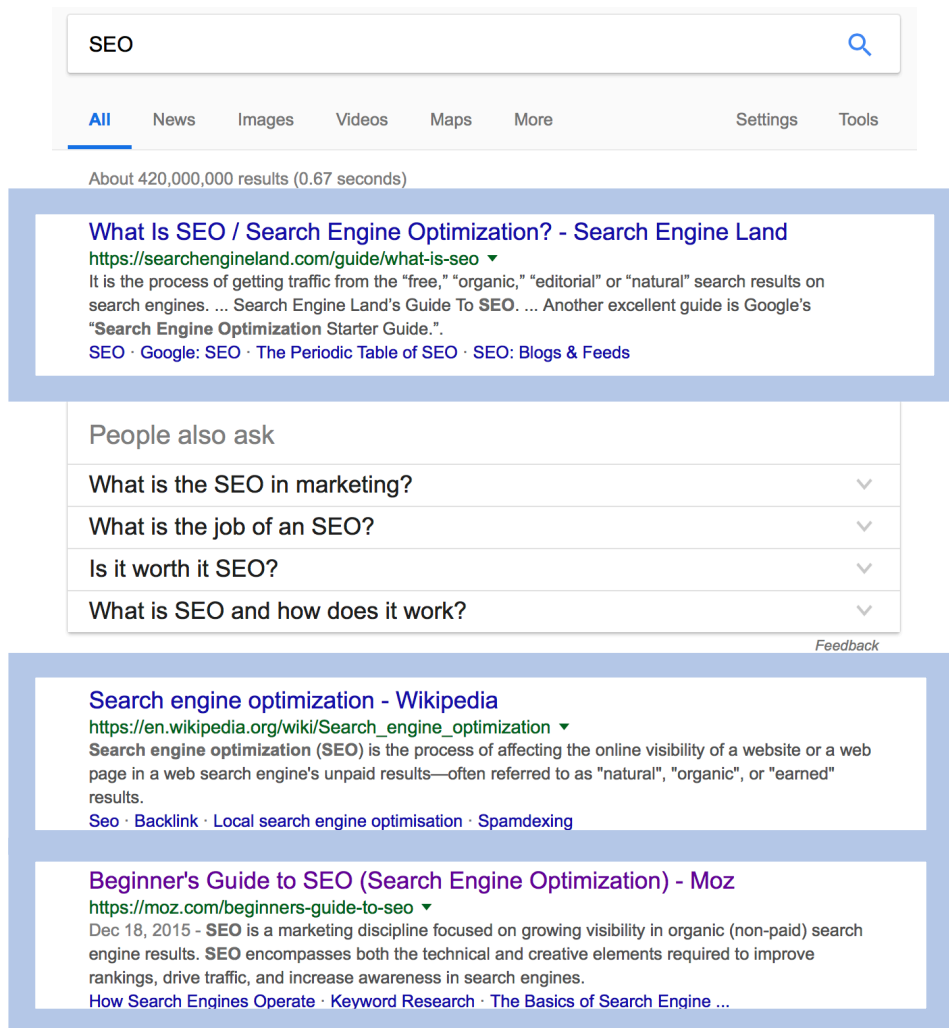 SEO
All News Images Videos Maps More Settings Tools
About 420,000,000 results (0.67 seconds)
What Is SEO / Search Engine Optimization? - Search Engine Land
https://searchengineland.com/guide/what-is-seo
It is the process of getting traffic from the “free,” “organic,” “editorial” or “natural” search results on
search engines. ... Search Engine Land’s Guide To SEO. ... Another excellent guide is Google’s
“Search Engine Optimization Starter Guide.”.
SEO · Google: SEO · The Periodic Table of SEO · SEO: Blogs & Feeds
People also ask
What is the SEO in marketing?
What is the job of an SEO?
Is it worth it SEO?
What is SEO and how does it work?
Feedback
Search engine optimization - Wikipedia
https://en.wikipedia.org/wiki/Search_engine_optimization
Search engine optimization (SEO) is the process of affecting the online visibility of a website or a web
page in a web search engine's unpaid results—often referred to as "natural", "organic", or "earned"
results.
Seo · Backlink · Local search engine optimisation · Spamdexing
Beginner's Guide to SEO (Search Engine Optimization) - Moz
https://moz.com/beginners-guide-to-seo
Dec 18, 2015 - SEO is a marketing discipline focused on growing visibility in organic (non-paid) search
engine results. SEO encompasses both the technical and creative elements required to improve
rankings, drive traffic, and increase awareness in search engines.
How Search Engines Operate · Keyword Research · The Basics of Search Engine ...